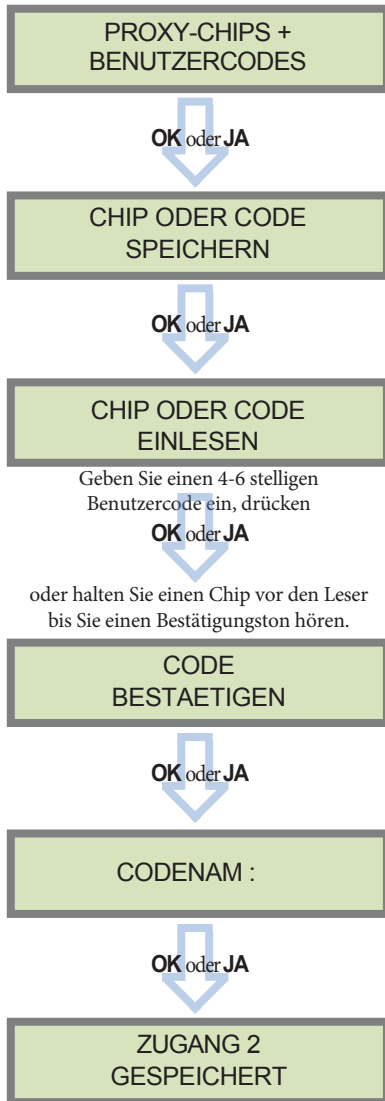 PROXY-CHIPS +
BENUTZERCODES
OK oder JA
CHIP ODER CODE
SPEICHERN
OK oder JA
CHIP ODER CODE
EINLESEN
Geben Sie einen 4-6 stelligen
Benutzercode ein, drücken
OK oder JA
oder halten Sie einen Chip vor den Leser
bis Sie einen Bestätigungston hören.
CODE
BESTAETIGEN
OK oder JA
CODENAM :
OK oder JA
ZUGANG 2
GESPEICHERT